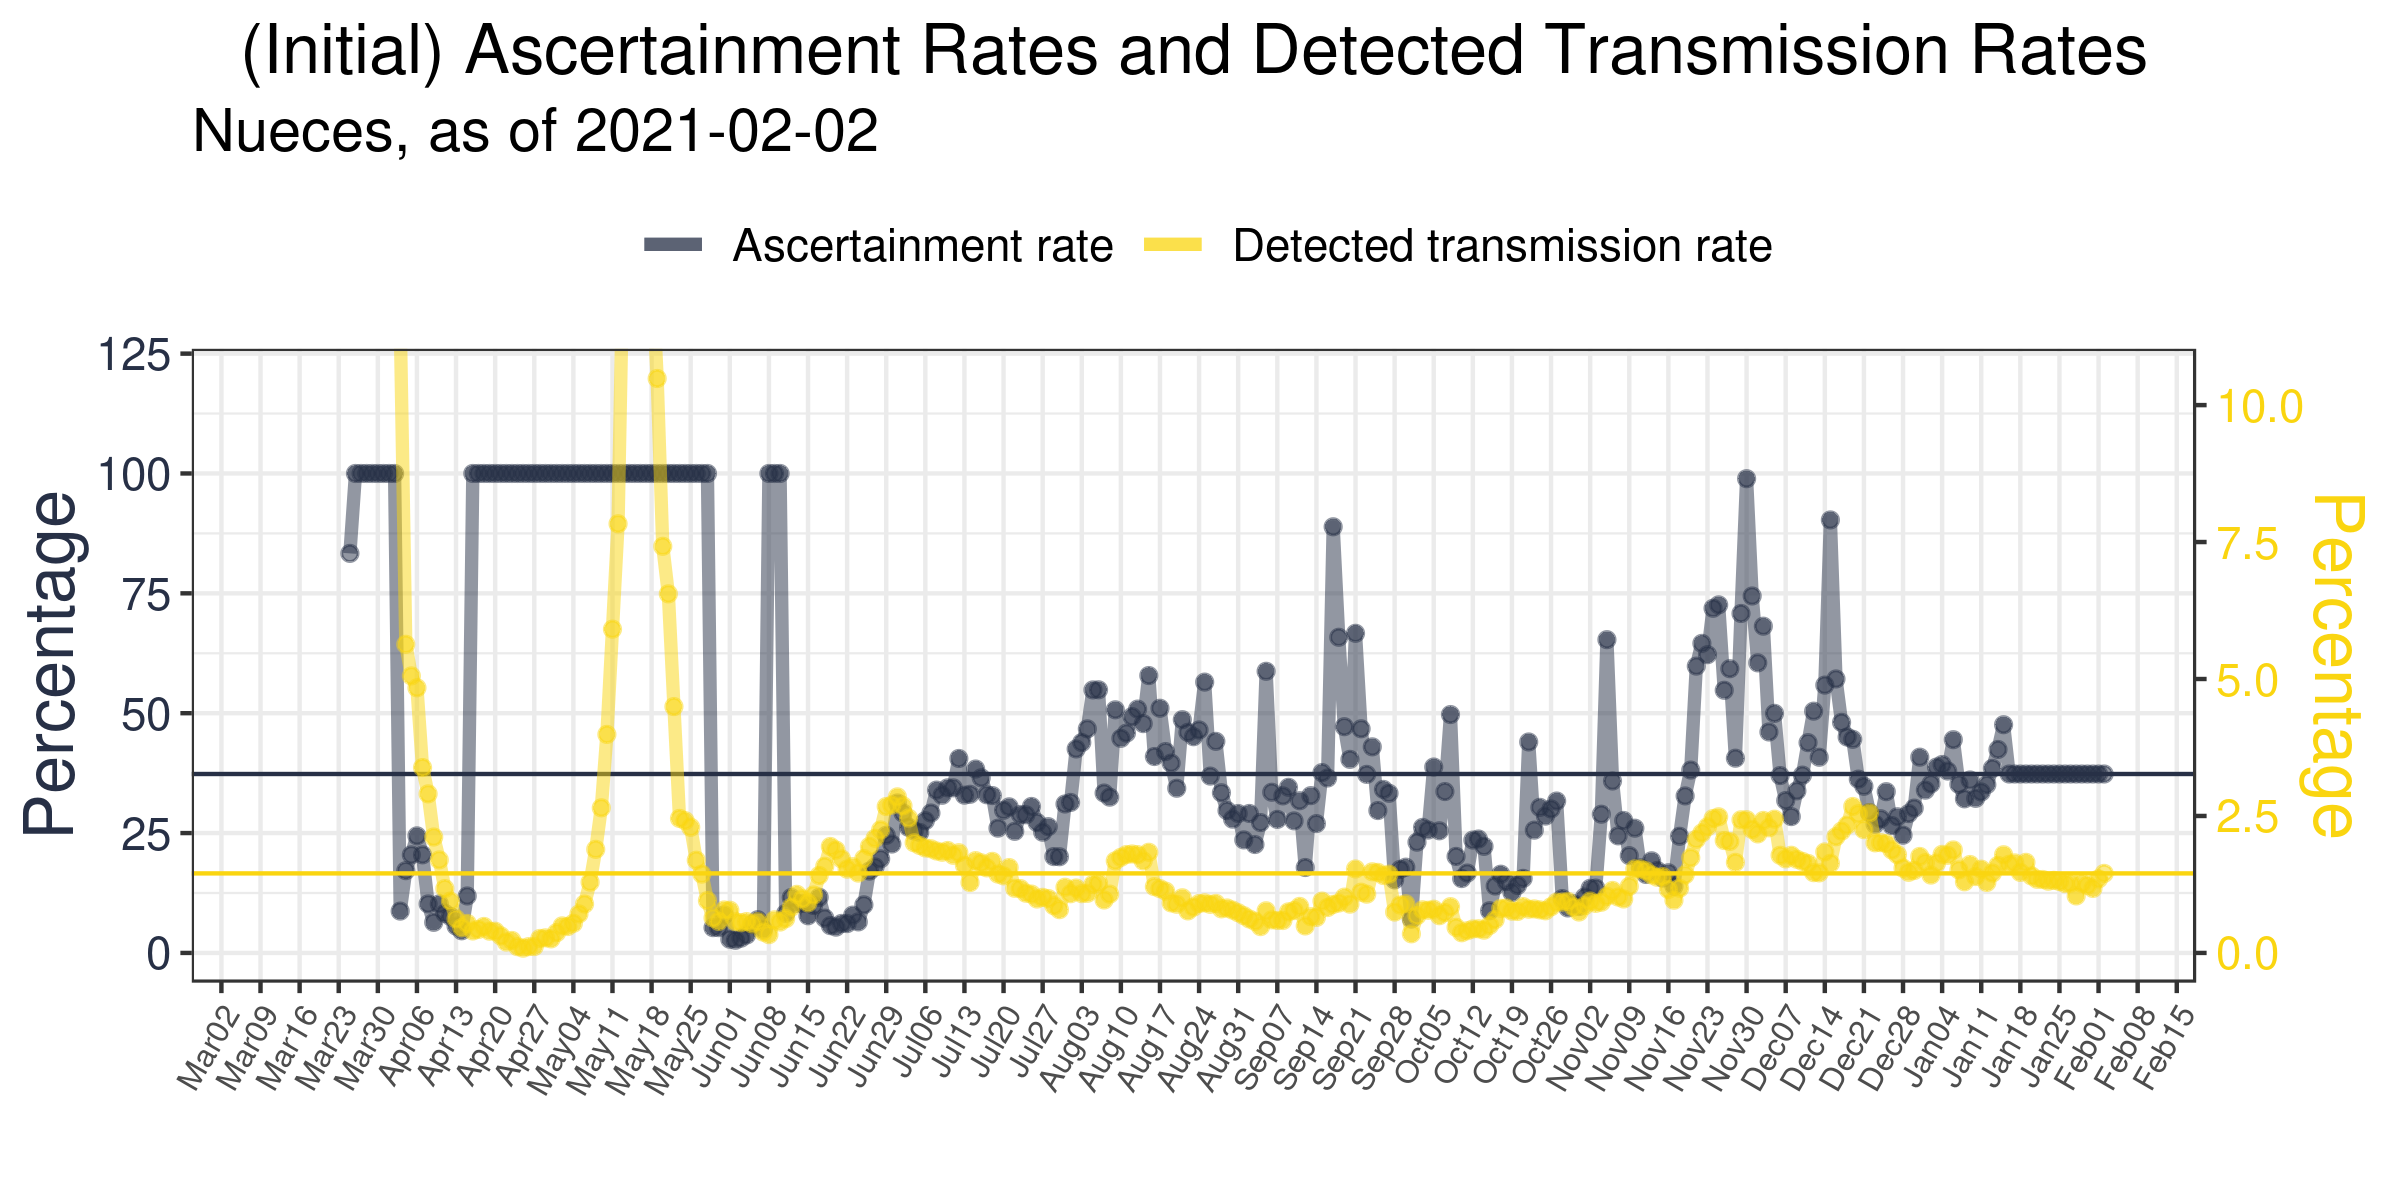 (Initial) Ascertainment Rates and Detected Transmission Rates
Nueces, as of 2021-02-02
Ascertainment rate Detected transmission rate
125
100
75
50
25
0
Percentage
10.0
7.5
5.0
2.5
0.0
Percentage
Mar02 Mar09 Mar16 Mar23 Mar30 Apr06 Apr13 Apr20 Apr27 May04 May11 May18 May25 Jun01 Jun08 Jun15 Jun22 Jun29 Jul06 Jul13 Jul20 Jul27 Aug03 Aug10 Aug17 Aug24 Aug31 Sep07 Sep14 Sep21 Sep28 Oct05 Oct12 Oct19 Oct26 Nov02 Nov09 Nov16 Nov23 Nov30 Dec07 Dec14 Dec21 Dec28 Jan04 Jan11 Jan18 Jan25 Feb01 Feb08 Feb15